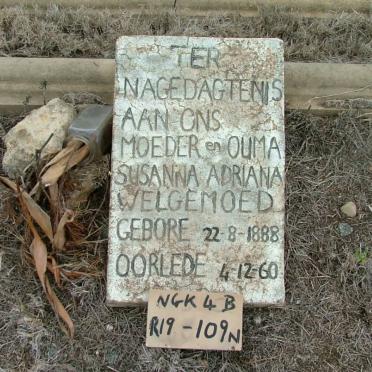 TER
NAGEDAGTENIS
AAN ONS
MOEDER en OUMA
SUSANNA ADRIANA
WELGEMOED
GEBORE 22-8-1888
OORLEDE 4-12-60
NGK 4 B
R19-109N